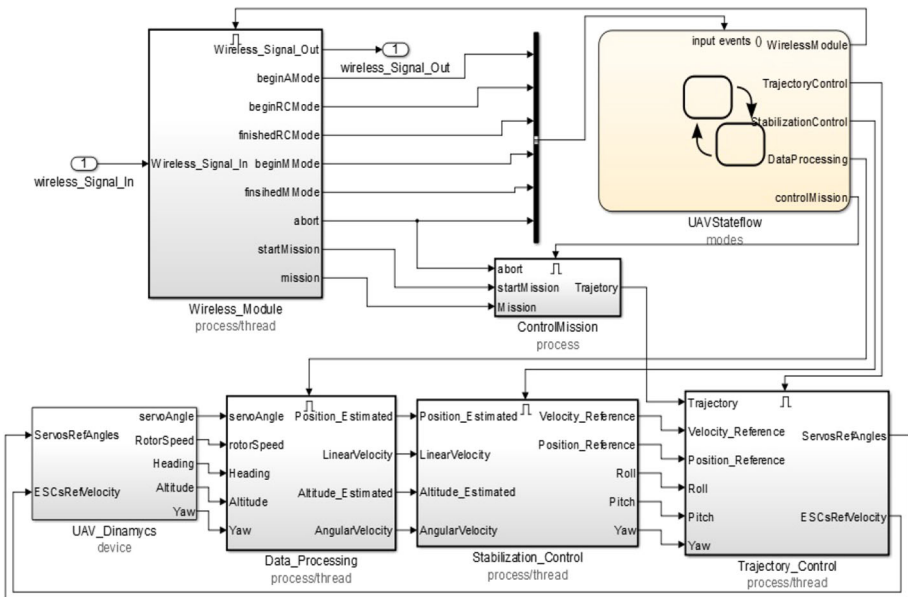 Wireless_Signal_Out
beginAMode
beginRCMode
finishedRCMode
Wireless_Signal_In
beginMMode
finsihedMMode
abort
startMission
mission
Wireless_Module
process/thread
1
wireless_Signal_In
1
wireless_Signal_Out
input events ()
WirelessModule
TrajectoryControl
StabilizationControl
DataProcessing
controlMission
UAVStateflow
modes
abort
startMission
Mission
Trajetory
ControlMission
process
ServosRefAngles
ESCsRefVelocity
servoAngle
RotorSpeed
Heading
Altitude
Yaw
UAV_Dinamycs
device
servoAngle
rotorSpeed
Heading
Altitude
Yaw
Position_Estimated
LinearVelocity
Altitude_Estimated
AngularVelocity
Data_Processing
process/thread
Position_Estimated
LinearVelocity
Altitude_Estimated
AngularVelocity
Velocity_Reference
Position_Reference
Roll
Pitch
Yaw
Stabilization_Control
process/thread
Trajectory
Velocity_Reference
Position_Reference
Roll
Pitch
Yaw
ServosRefAngles
ESCsRefVelocity
Trajectory_Control
process/thread